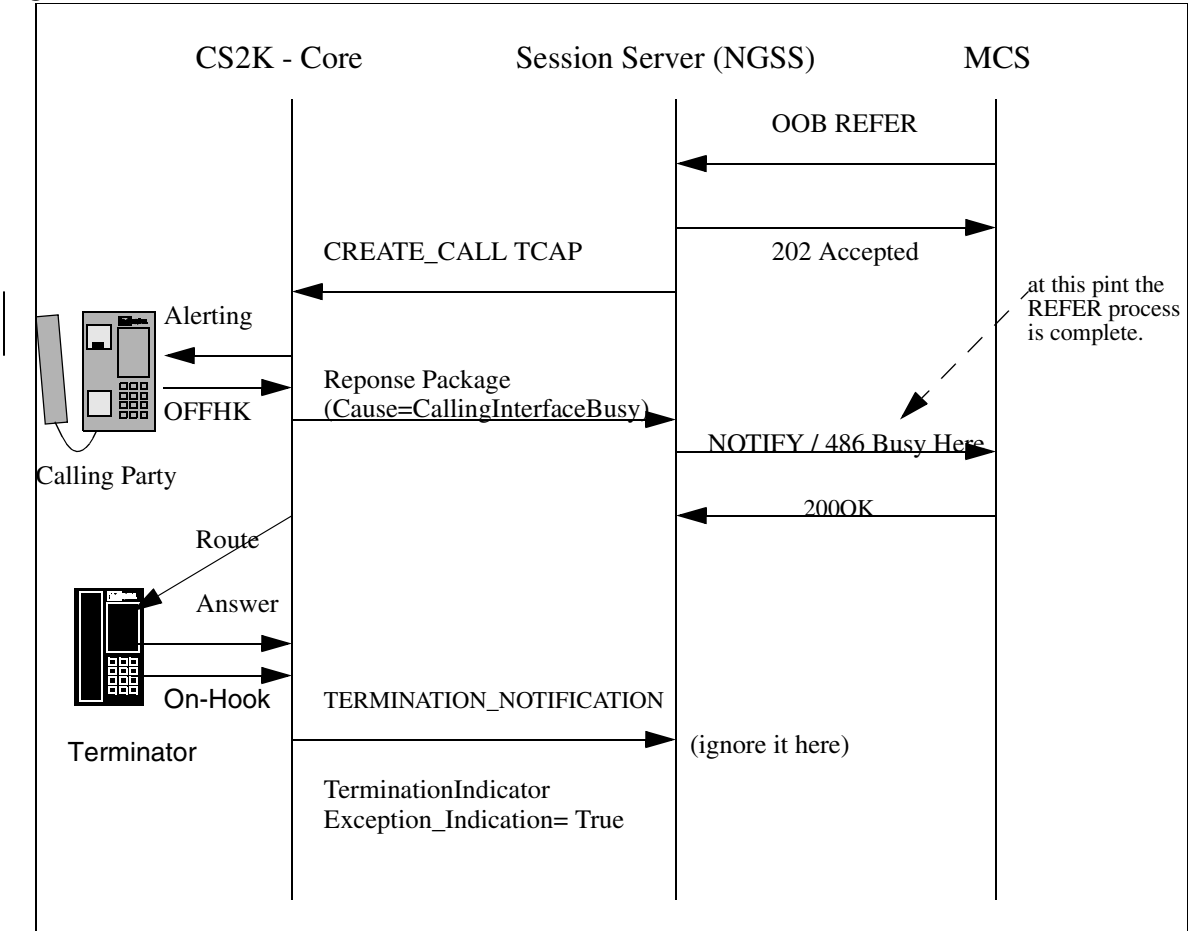 CS2K - Core
Session Server (NGSS)
MCS
OOB REFER
202 Accepted
CREATE_CALL TCAP
at this pint the
REFER process
is complete.
Alerting
OFFHK
Calling Party
Reponse Package
(Cause=CallingInterfaceBusy)
NOTIFY / 486 Busy Here
200OK
Route
Answer
On-Hook
Terminator
TERMINATION_NOTIFICATION
(ignore it here)
TerminationIndicator
Exception_Indication= True